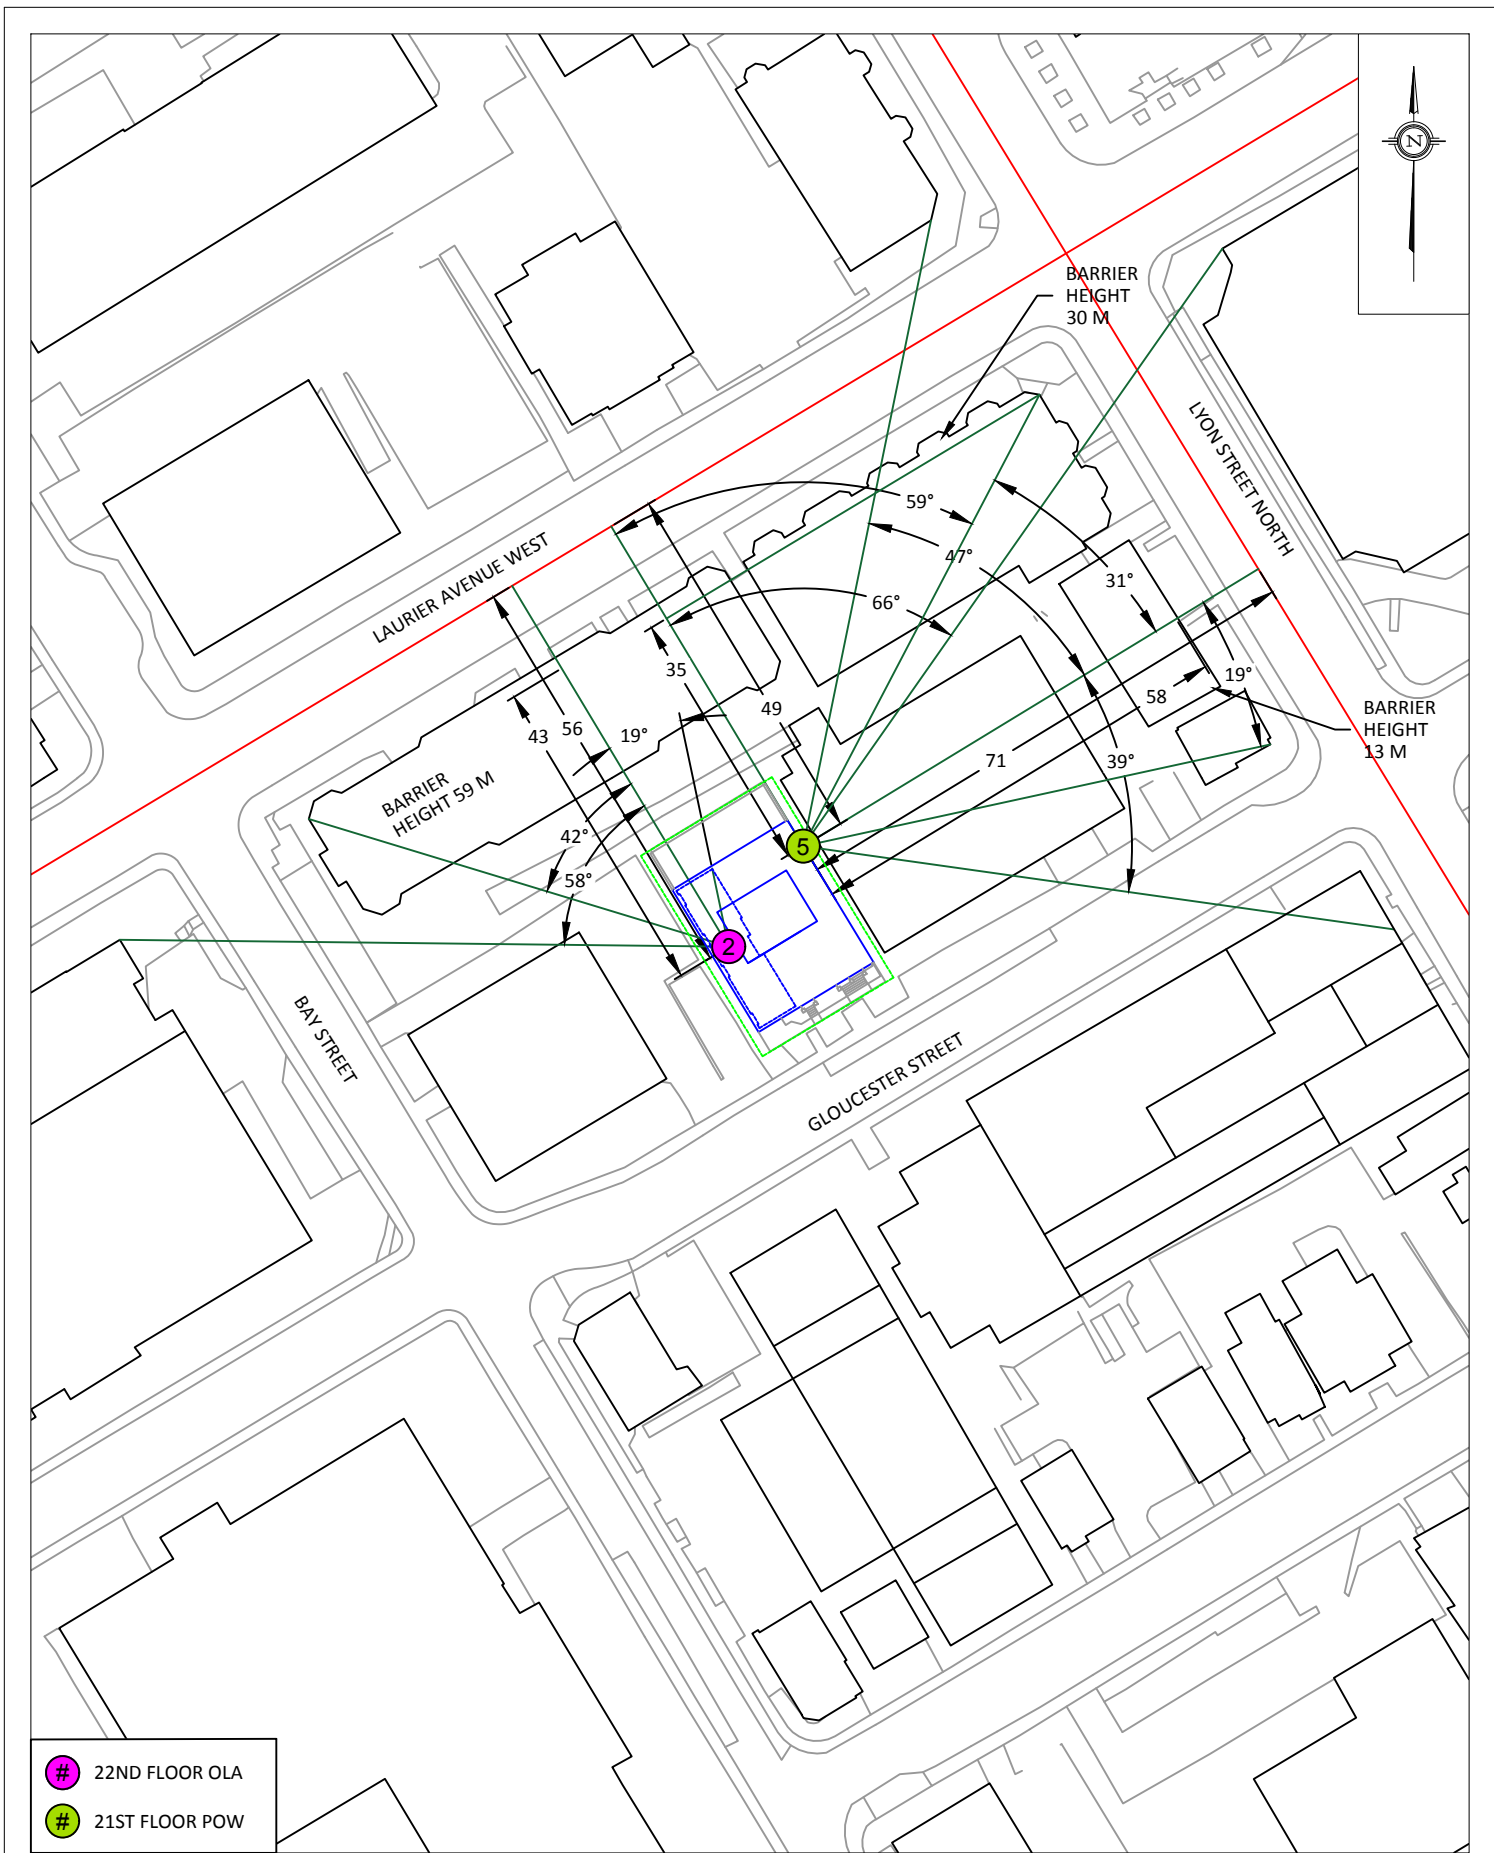 N
BARRIER
HEIGHT
30 M
LYON STREET NORTH
LAURIER AVENUE WEST
59°
47°
31°
66°
35
49
19°
58
19°
BARRIER
HEIGHT
13 M
43
56
71
39°
BARRIER
HEIGHT 59 M
42°
58°
5
2
BAY STREET
GLOUCESTER STREET
# 22ND FLOOR OLA
# 21ST FLOOR POW